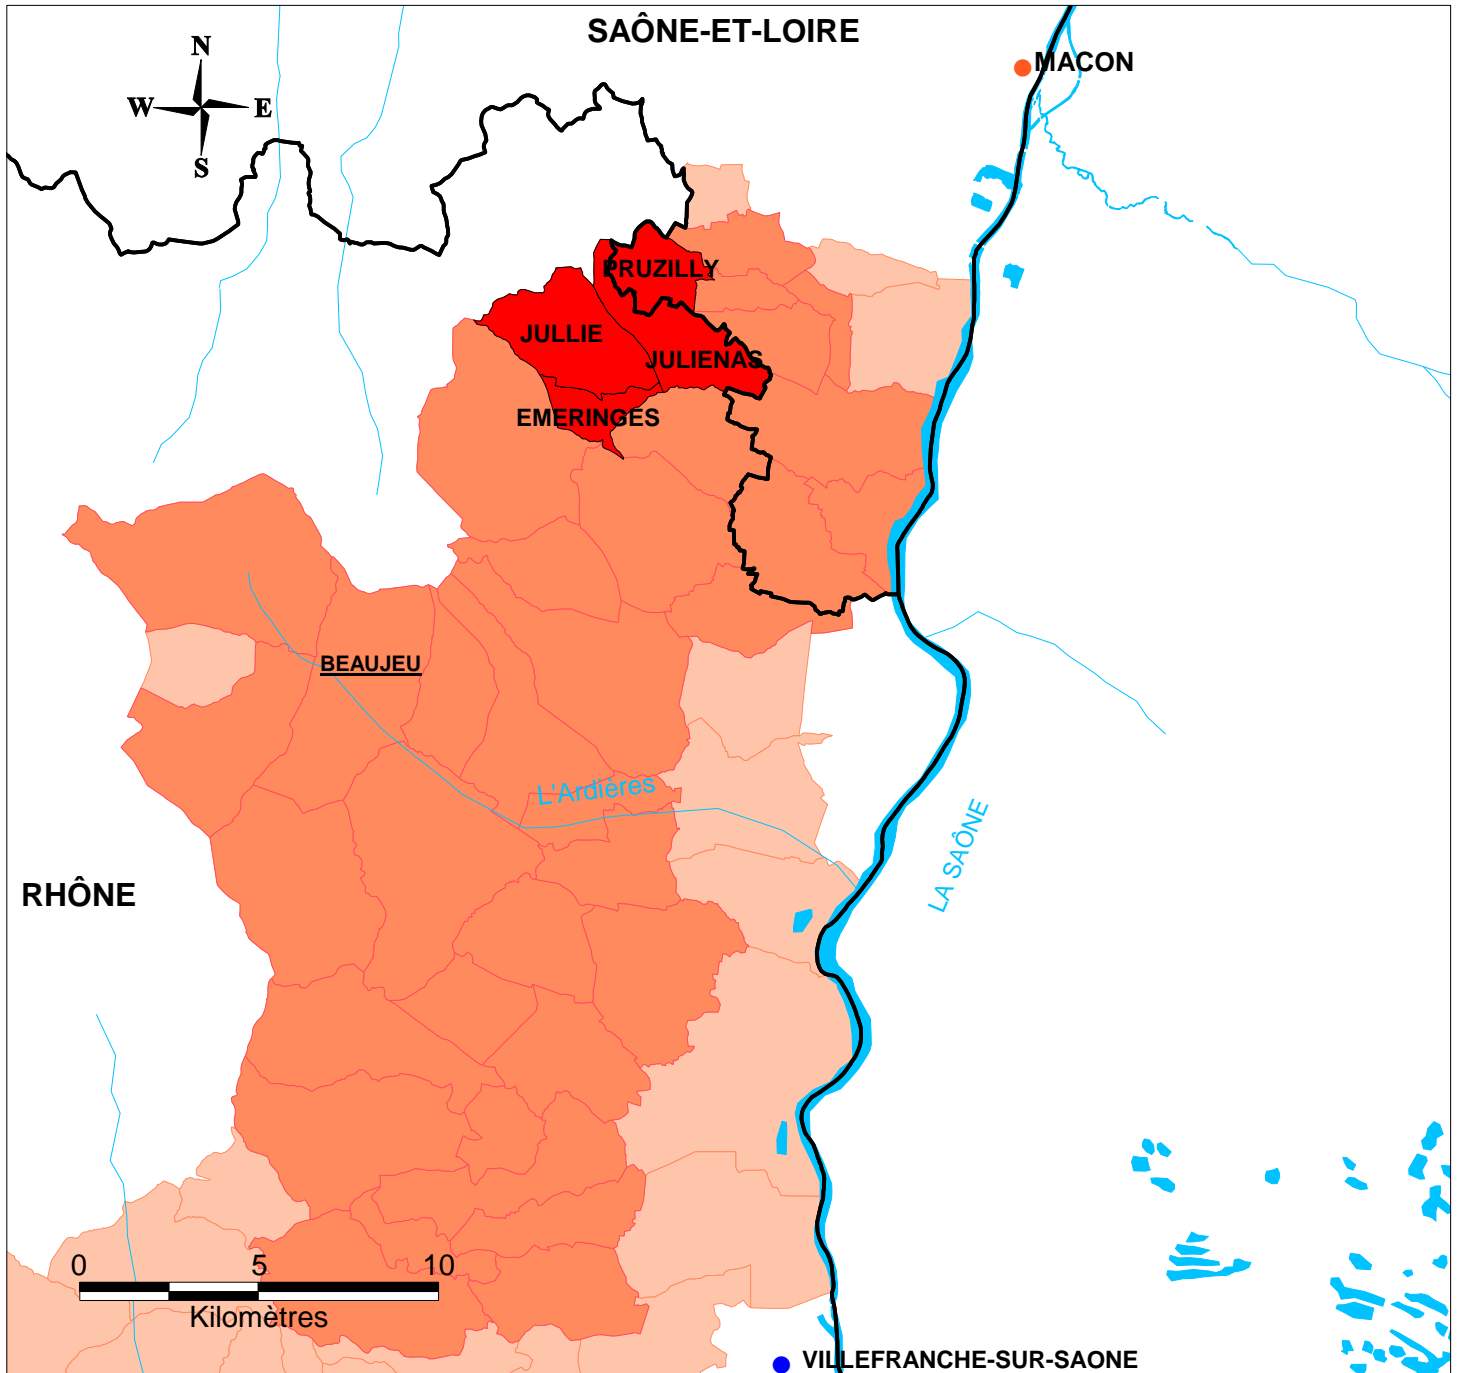 SAÔNE-ET-LOIRE
MACON
N
W E
S
PRUZILLY
JULLIE
JULIENAS
EMERINGES
BEAUJEU
L'Ardières
LA SAÔNE
RHÔNE
0 5 10
Kilomètres
VILLEFRANCHE-SUR-SAONE